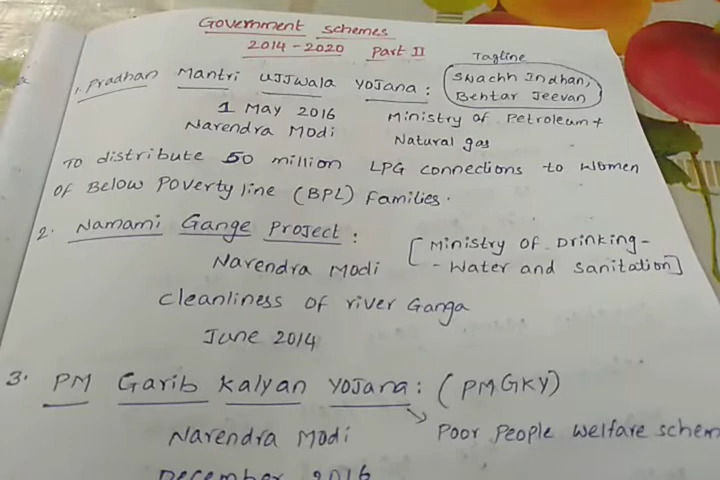 Government schemes
2014-2020 Part II
Tagline
1. Pradhan Mantri UJJwala YoJana :
Swachh Indhan,
Behtar Jeevan
1 May 2016
Ministry of Petroleum +
Narendra Modi
Natural gas
To distribute 50 million LPG connections to women
of Below Poverty line (BPL) Families.
2. Namami Gange Project :
[Ministry of Drinking-
Narendra Modi
- Water and Sanitation]
Cleanliness of river Ganga
June 2014
3. PM Garib Kalyan YoJana : (PMGKY)
Narendra Modi
Poor People welfare schem
December 2016